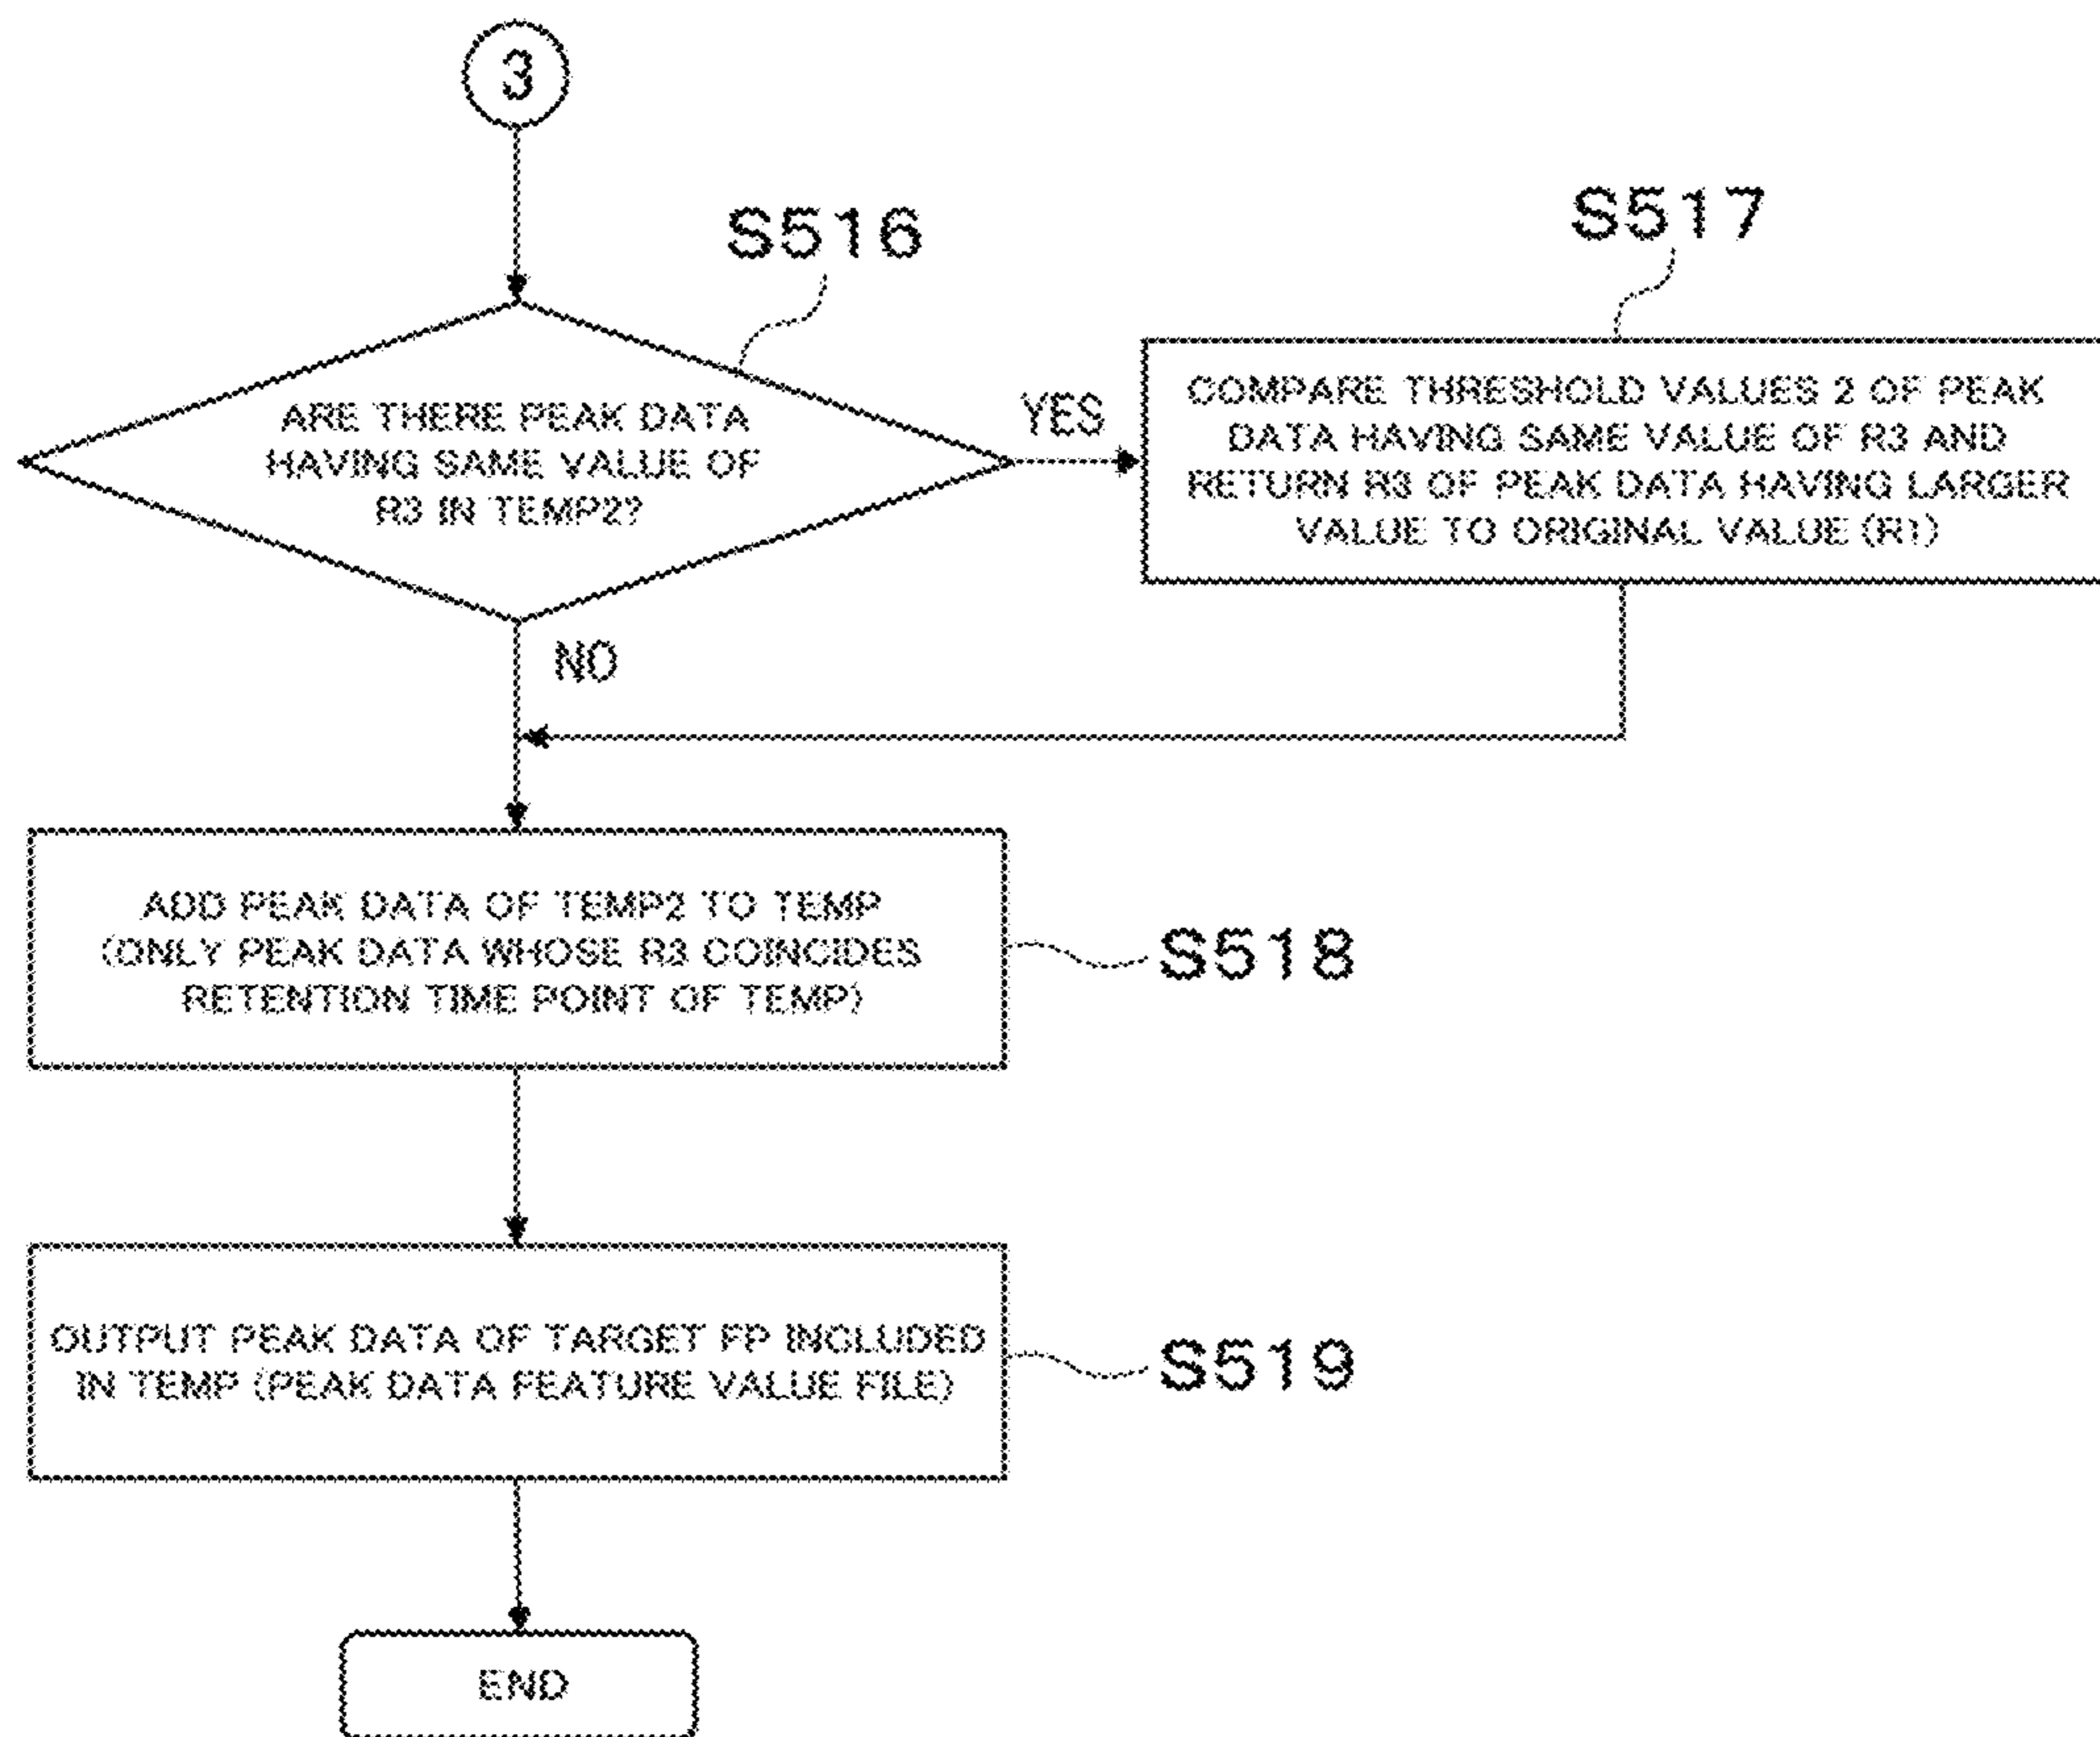 3
S516
S517
ARE THERE PEAK DATA
HAVING SAME VALUE OF
R3 IN TEMP2?
YES
COMPARE THRESHOLD VALUES 2 OF PEAK
DATA HAVING SAME VALUE OF R3 AND
RETURN R3 OF PEAK DATA HAVING LARGER
VALUE TO ORIGINAL VALUE (R1)
NO
ADD PEAK DATA OF TEMP2 TO TEMP
(ONLY PEAK DATA WHOSE R3 COINCIDES
RETENTION TIME POINT OF TEMP)
S518
OUTPUT PEAK DATA OF TARGET FP INCLUDED
IN TEMP (PEAK DATA FEATURE VALUE FILE)
S519
END